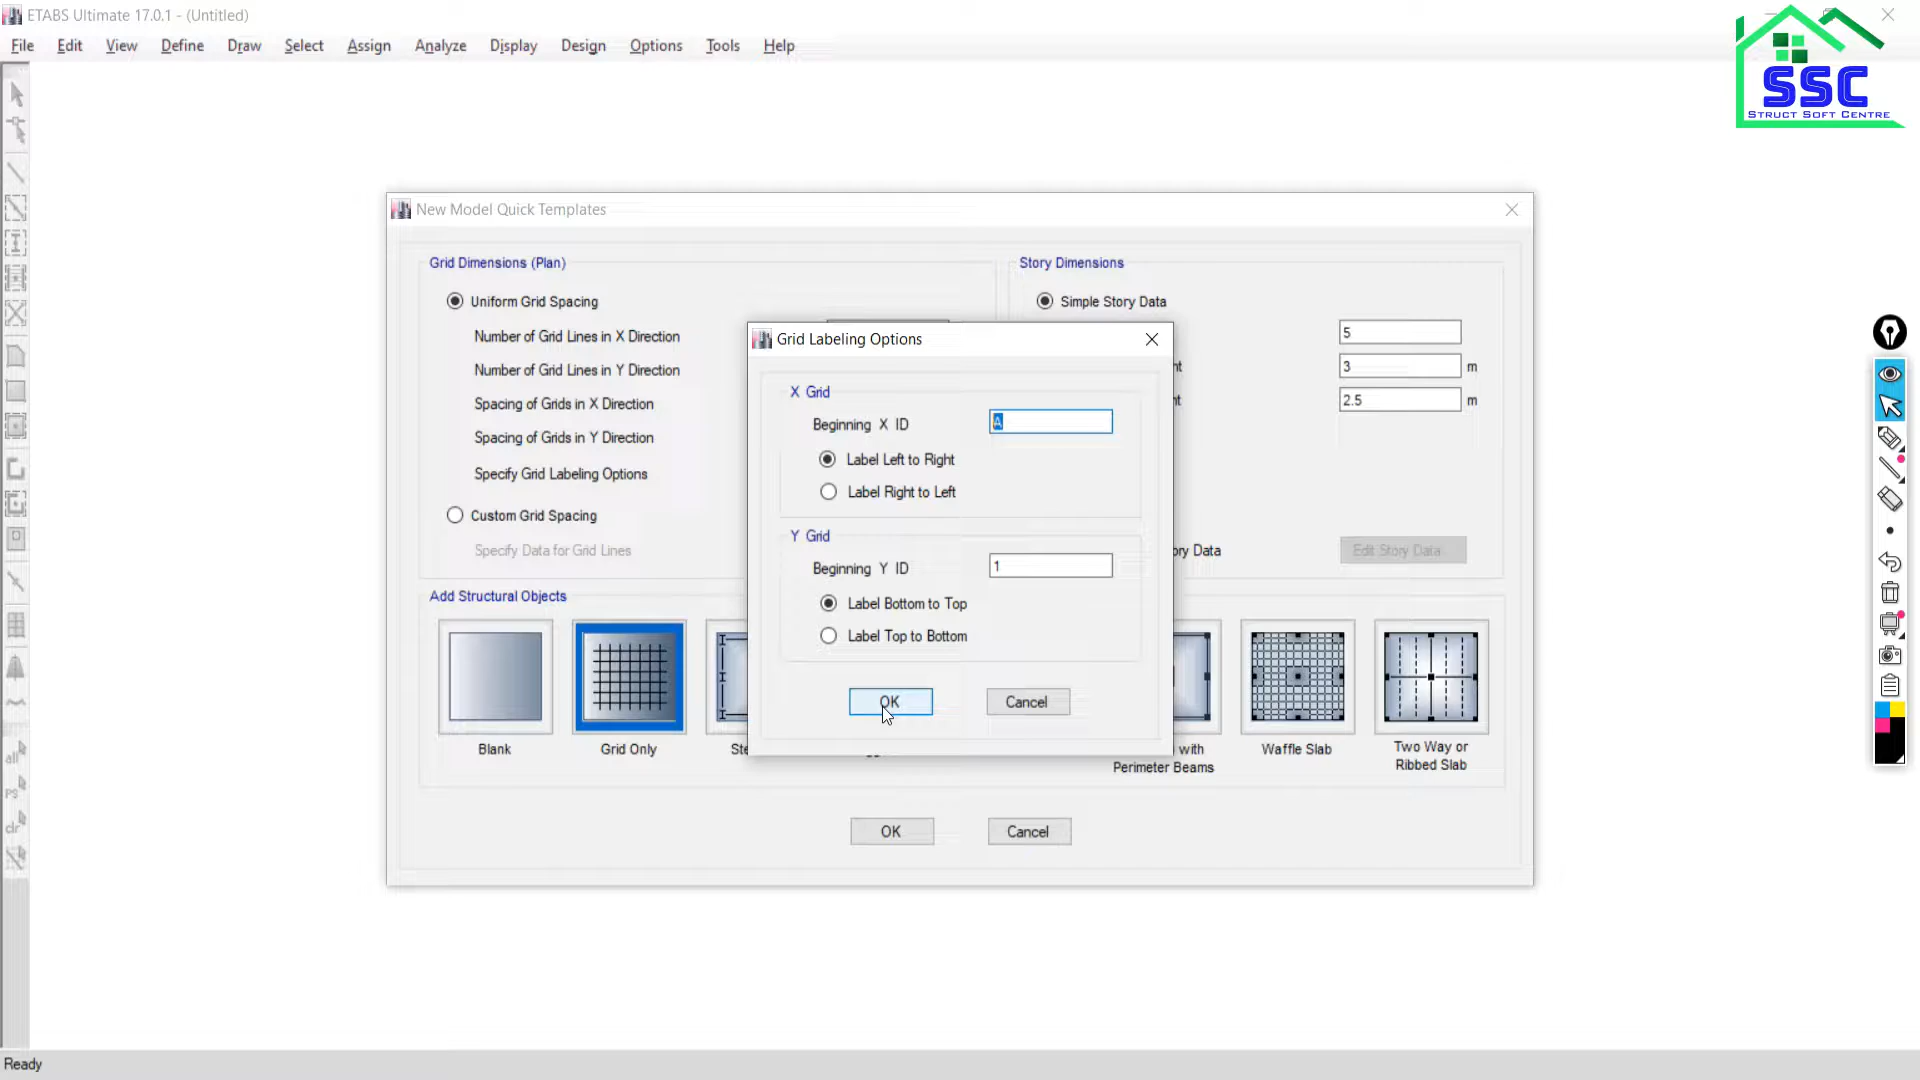 ETABS Ultimate 17.0.1 - (Untitled)
File Edit View Define Draw Select Assign Analyze Display Design Options Tools Help
SSC
STRUCT SOFT CENTRE
New Model Quick Templates
Grid Dimensions (Plan)
Uniform Grid Spacing
Number of Grid Lines in X Direction
Number of Grid Lines in Y Direction
Spacing of Grids in X Direction
Spacing of Grids in Y Direction
Specify Grid Labeling Options
Custom Grid Spacing
Specify Data for Grid Lines
Story Dimensions
Simple Story Data
5
3 m
2.5 m
Edit Story Data...
Grid Labeling Options
X Grid
Beginning X ID A
Label Left to Right
Label Right to Left
Y Grid
Beginning Y ID 1
Label Bottom to Top
Label Top to Bottom
OK Cancel
Add Structural Objects
Blank
Grid Only
with
Perimeter Beams
Waffle Slab
Two Way or
Ribbed Slab
OK Cancel
all
PS
clr
Ready